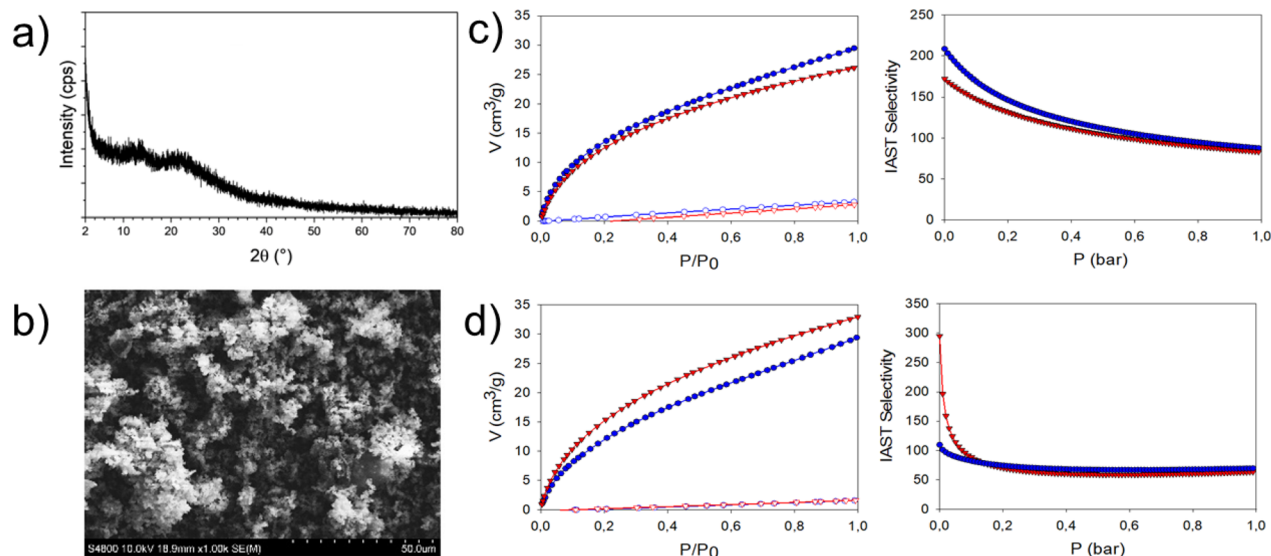 a)
Intensity (cps)
2 10 20 30 40 50 60 70 80
2θ (°)
b)
S4800 10.0kV 18.9mm x1.00k SE(M) 50.0um
c)
V (cm³/g)
35
30
25
20
15
10
5
0
0,0 0,2 0,4 0,6 0,8 1,0
P/P0
IAST Selectivity
250
200
150
100
50
0
0,0 0,2 0,4 0,6 0,8 1,0
P (bar)
d)
V (cm³/g)
35
30
25
20
15
10
5
0
0,0 0,2 0,4 0,6 0,8 1,0
P/P0
IAST Selectivity
350
300
250
200
150
100
50
0
0,0 0,2 0,4 0,6 0,8 1,0
P (bar)